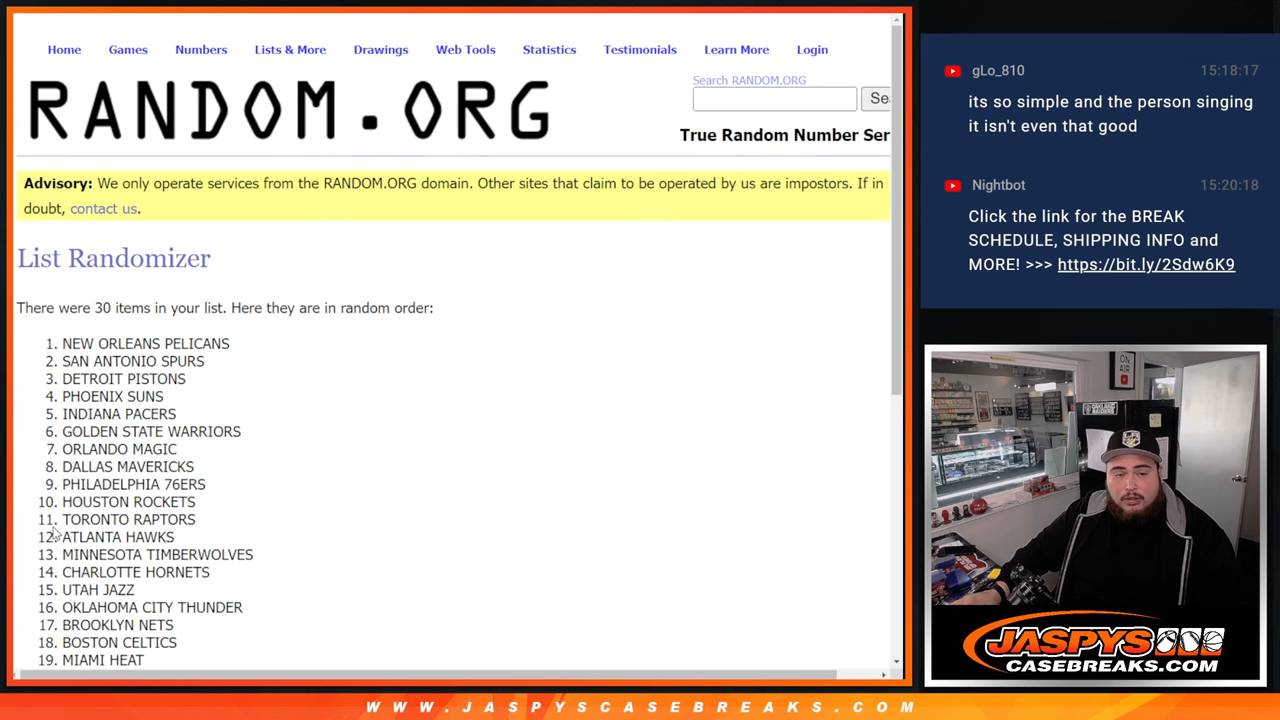 Home Games Numbers Lists & More Drawings Web Tools Statistics Testimonials Learn More Login
RANDOM.ORG
Search RANDOM.ORG
Sea
True Random Number Ser
Advisory: We only operate services from the RANDOM.ORG domain. Other sites that claim to be operated by us are impostors. If in
doubt, contact us.
List Randomizer
There were 30 items in your list. Here they are in random order:
1. NEW ORLEANS PELICANS
2. SAN ANTONIO SPURS
3. DETROIT PISTONS
4. PHOENIX SUNS
5. INDIANA PACERS
6. GOLDEN STATE WARRIORS
7. ORLANDO MAGIC
8. DALLAS MAVERICKS
9. PHILADELPHIA 76ERS
10. HOUSTON ROCKETS
11. TORONTO RAPTORS
12. ATLANTA HAWKS
13. MINNESOTA TIMBERWOLVES
14. CHARLOTTE HORNETS
15. UTAH JAZZ
16. OKLAHOMA CITY THUNDER
17. BROOKLYN NETS
18. BOSTON CELTICS
19. MIAMI HEAT
gLo_810 15:18:17
its so simple and the person singing
it isn't even that good
Nightbot 15:20:18
Click the link for the BREAK
SCHEDULE, SHIPPING INFO and
MORE! >>> https://bit.ly/2Sdw6K9
ON
AIR
JASPYS
CASEBREAKS.COM
WWW.JASPYSCASEBREAKS.COM